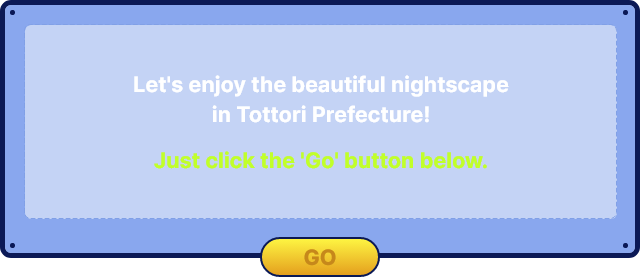 Let's enjoy the beautiful nightscape
in Tottori Prefecture!
Just click the 'Go' button below.
GO